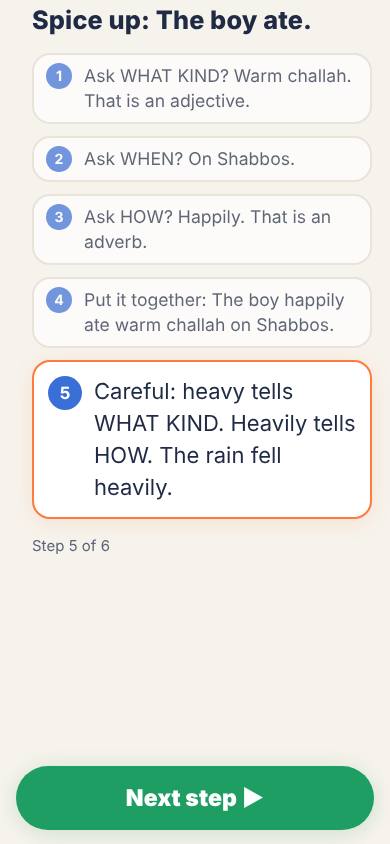 Spice up: The boy ate.
1 Ask WHAT KIND? Warm challah.
That is an adjective.
2 Ask WHEN? On Shabbos.
3 Ask HOW? Happily. That is an
adverb.
4 Put it together: The boy happily
ate warm challah on Shabbos.
5 Careful: heavy tells
WHAT KIND. Heavily tells
HOW. The rain fell
heavily.
Step 5 of 6
Next step ▶